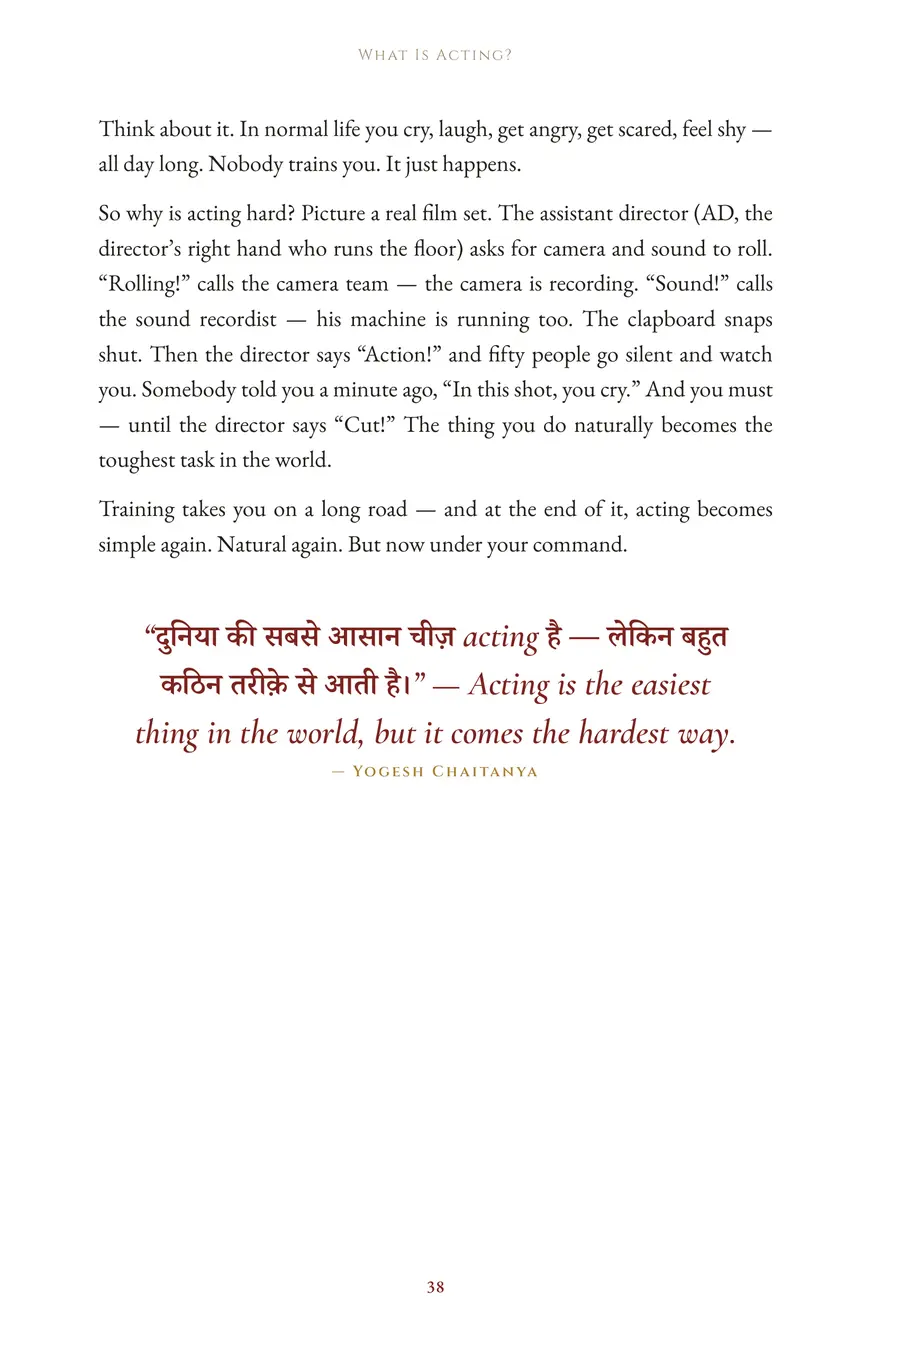 What Is Acting?
Think about it. In normal life you cry, laugh, get angry, get scared, feel shy —
all day long. Nobody trains you. It just happens.
So why is acting hard? Picture a real film set. The assistant director (AD, the
director’s right hand who runs the floor) asks for camera and sound to roll.
“Rolling!” calls the camera team — the camera is recording. “Sound!” calls
the sound recordist — his machine is running too. The clapboard snaps
shut. Then the director says “Action!” and fifty people go silent and watch
you. Somebody told you a minute ago, “In this shot, you cry.” And you must
— until the director says “Cut!” The thing you do naturally becomes the
toughest task in the world.
Training takes you on a long road — and at the end of it, acting becomes
simple again. Natural again. But now under your command.
“दुनिया की सबसे आसान चीज़ acting है — लेकिन बहुत
कठिन तरीक़े से आती है।” — Acting is the easiest
thing in the world, but it comes the hardest way.
— Yogesh Chaitanya
38